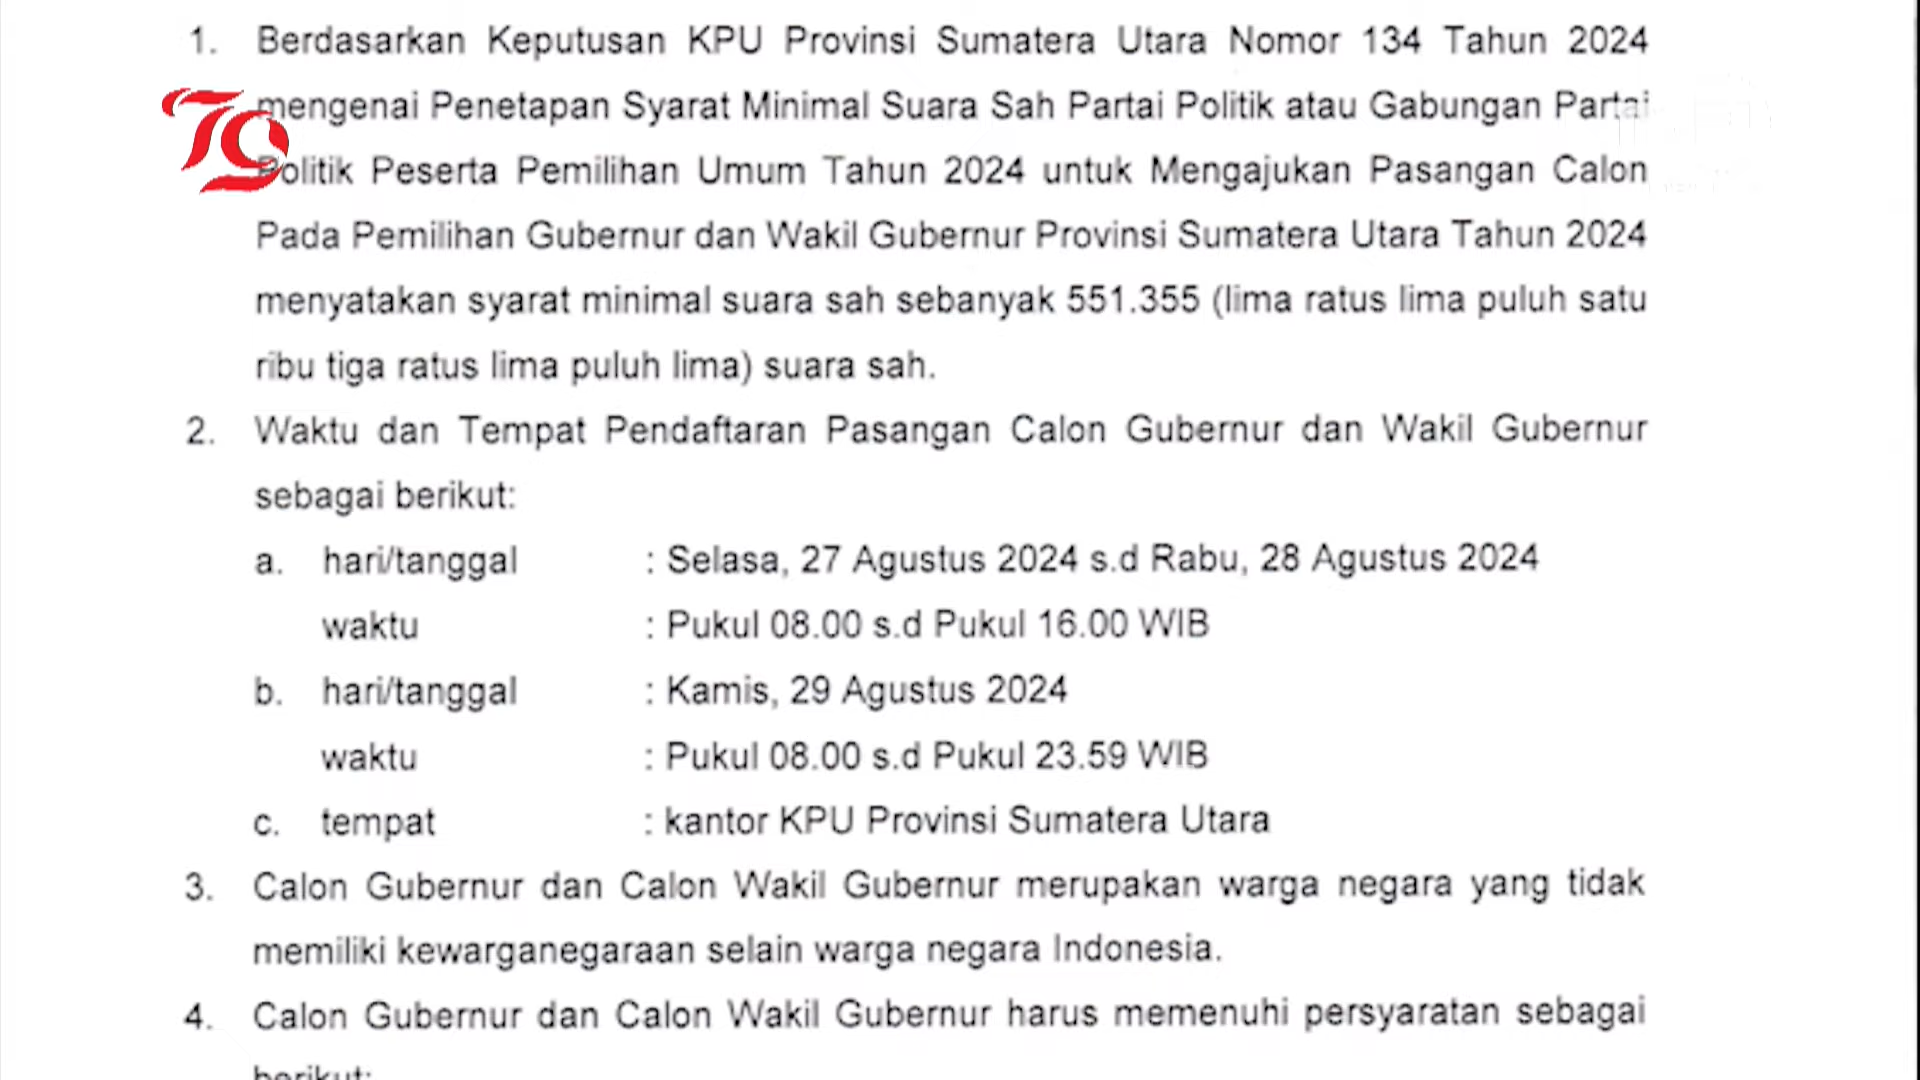 1. Berdasarkan Keputusan KPU Provinsi Sumatera Utara Nomor 134 Tahun 2024
mengenai Penetapan Syarat Minimal Suara Sah Partai Politik atau Gabungan Partai
Politik Peserta Pemilihan Umum Tahun 2024 untuk Mengajukan Pasangan Calon
Pada Pemilihan Gubernur dan Wakil Gubernur Provinsi Sumatera Utara Tahun 2024
menyatakan syarat minimal suara sah sebanyak 551.355 (lima ratus lima puluh satu
ribu tiga ratus lima puluh lima) suara sah.
2. Waktu dan Tempat Pendaftaran Pasangan Calon Gubernur dan Wakil Gubernur
sebagai berikut:
a. hari/tanggal : Selasa, 27 Agustus 2024 s.d Rabu, 28 Agustus 2024
waktu : Pukul 08.00 s.d Pukul 16.00 WIB
b. hari/tanggal : Kamis, 29 Agustus 2024
waktu : Pukul 08.00 s.d Pukul 23.59 WIB
c. tempat : kantor KPU Provinsi Sumatera Utara
3. Calon Gubernur dan Calon Wakil Gubernur merupakan warga negara yang tidak
memiliki kewarganegaraan selain warga negara Indonesia.
4. Calon Gubernur dan Calon Wakil Gubernur harus memenuhi persyaratan sebagai
berikut:
79